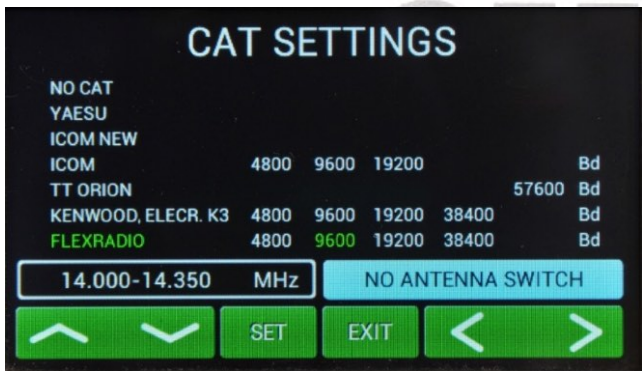 CAT SETTINGS
NO CAT
YAESU
ICOM NEW
ICOM 4800 9600 19200 Bd
TT ORION 57600 Bd
KENWOOD, ELECR. K3 4800 9600 19200 38400 Bd
FLEXRADIO 4800 9600 19200 38400 Bd
14.000-14.350 MHz NO ANTENNA SWITCH
SET EXIT < >